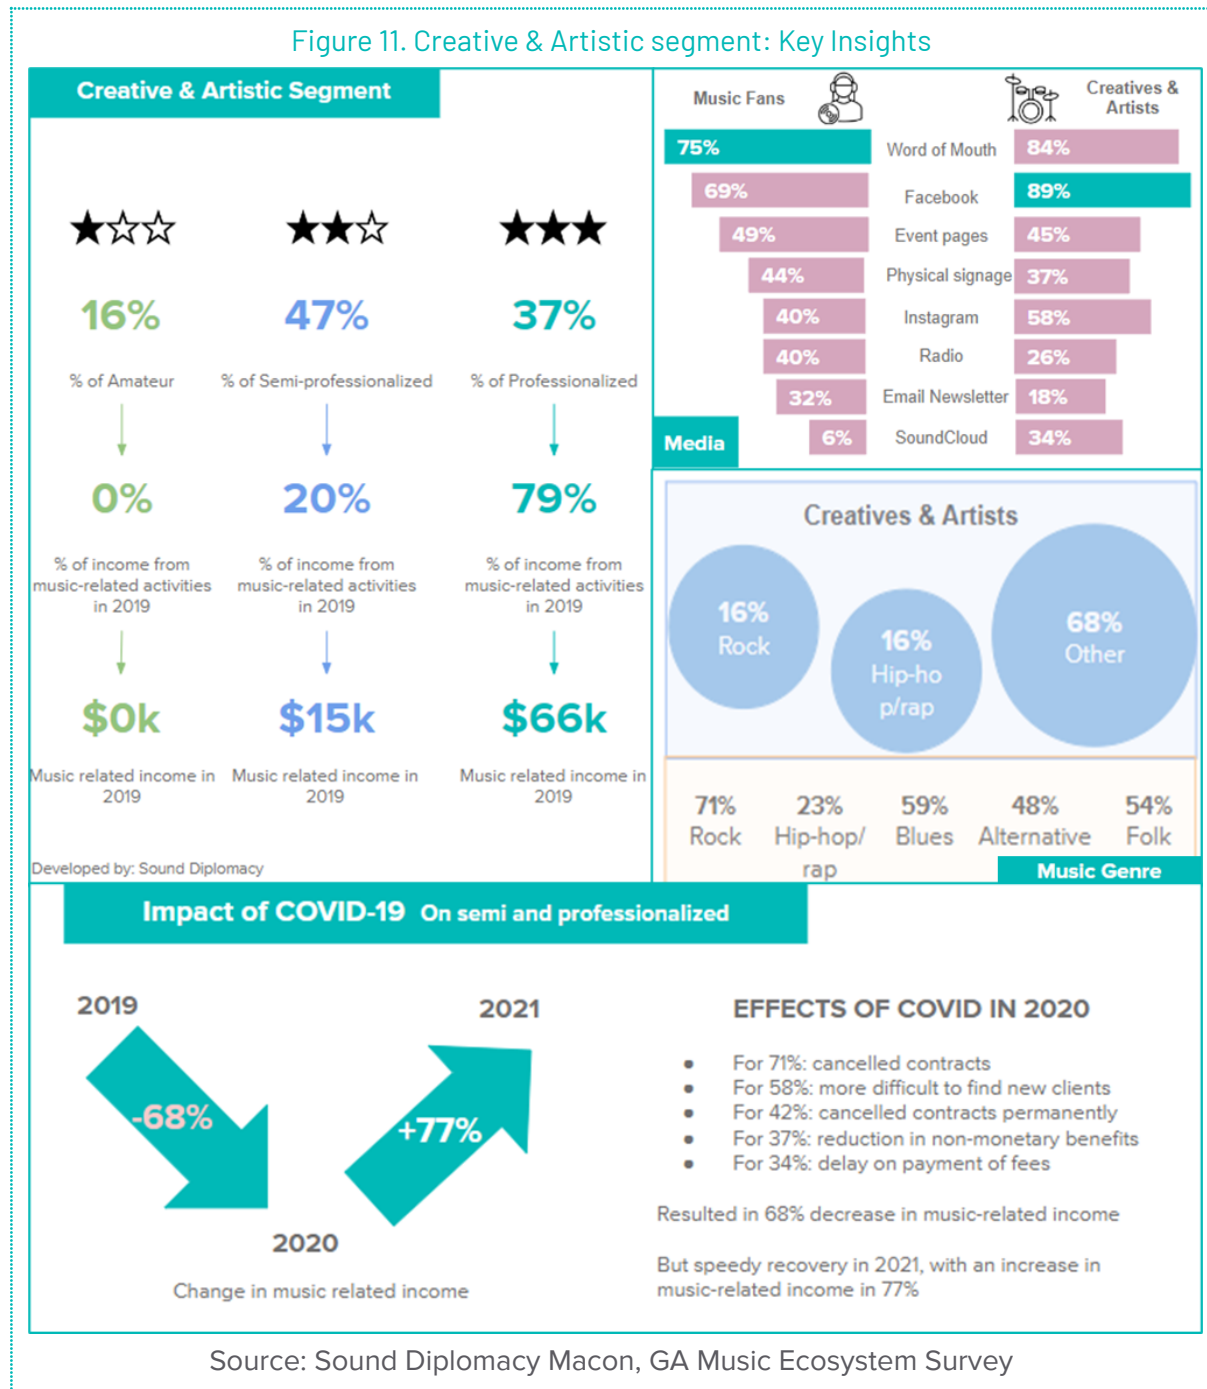 Figure 11. Creative & Artistic segment: Key Insights
Creative & Artistic Segment
16%
47%
37%
% of Amateur
% of Semi-professionalized
% of Professionalized
0%
20%
79%
% of income from
music-related activities
in 2019
% of income from
music-related activities
in 2019
% of income from
music-related activities
in 2019
$0k
$15k
$66k
Music related income in
2019
Music related income in
2019
Music related income in
2019
Developed by: Sound Diplomacy
Music Fans
Creatives &
Artists
75% Word of Mouth 84%
69% Facebook 89%
49% Event pages 45%
44% Physical signage 37%
40% Instagram 58%
40% Radio 26%
32% Email Newsletter 18%
6% SoundCloud 34%
Media
Creatives & Artists
16%
Rock
16%
Hip-ho
p/rap
68%
Other
71%
Rock
23%
Hip-hop/
rap
59%
Blues
48%
Alternative
54%
Folk
Music Genre
Impact of COVID-19 On semi and professionalized
2019
2021
-68%
+77%
2020
Change in music related income
EFFECTS OF COVID IN 2020
● For 71%: cancelled contracts
● For 58%: more difficult to find new clients
● For 42%: cancelled contracts permanently
● For 37%: reduction in non-monetary benefits
● For 34%: delay on payment of fees
Resulted in 68% decrease in music-related income
But speedy recovery in 2021, with an increase in
music-related income in 77%
Source: Sound Diplomacy Macon, GA Music Ecosystem Survey